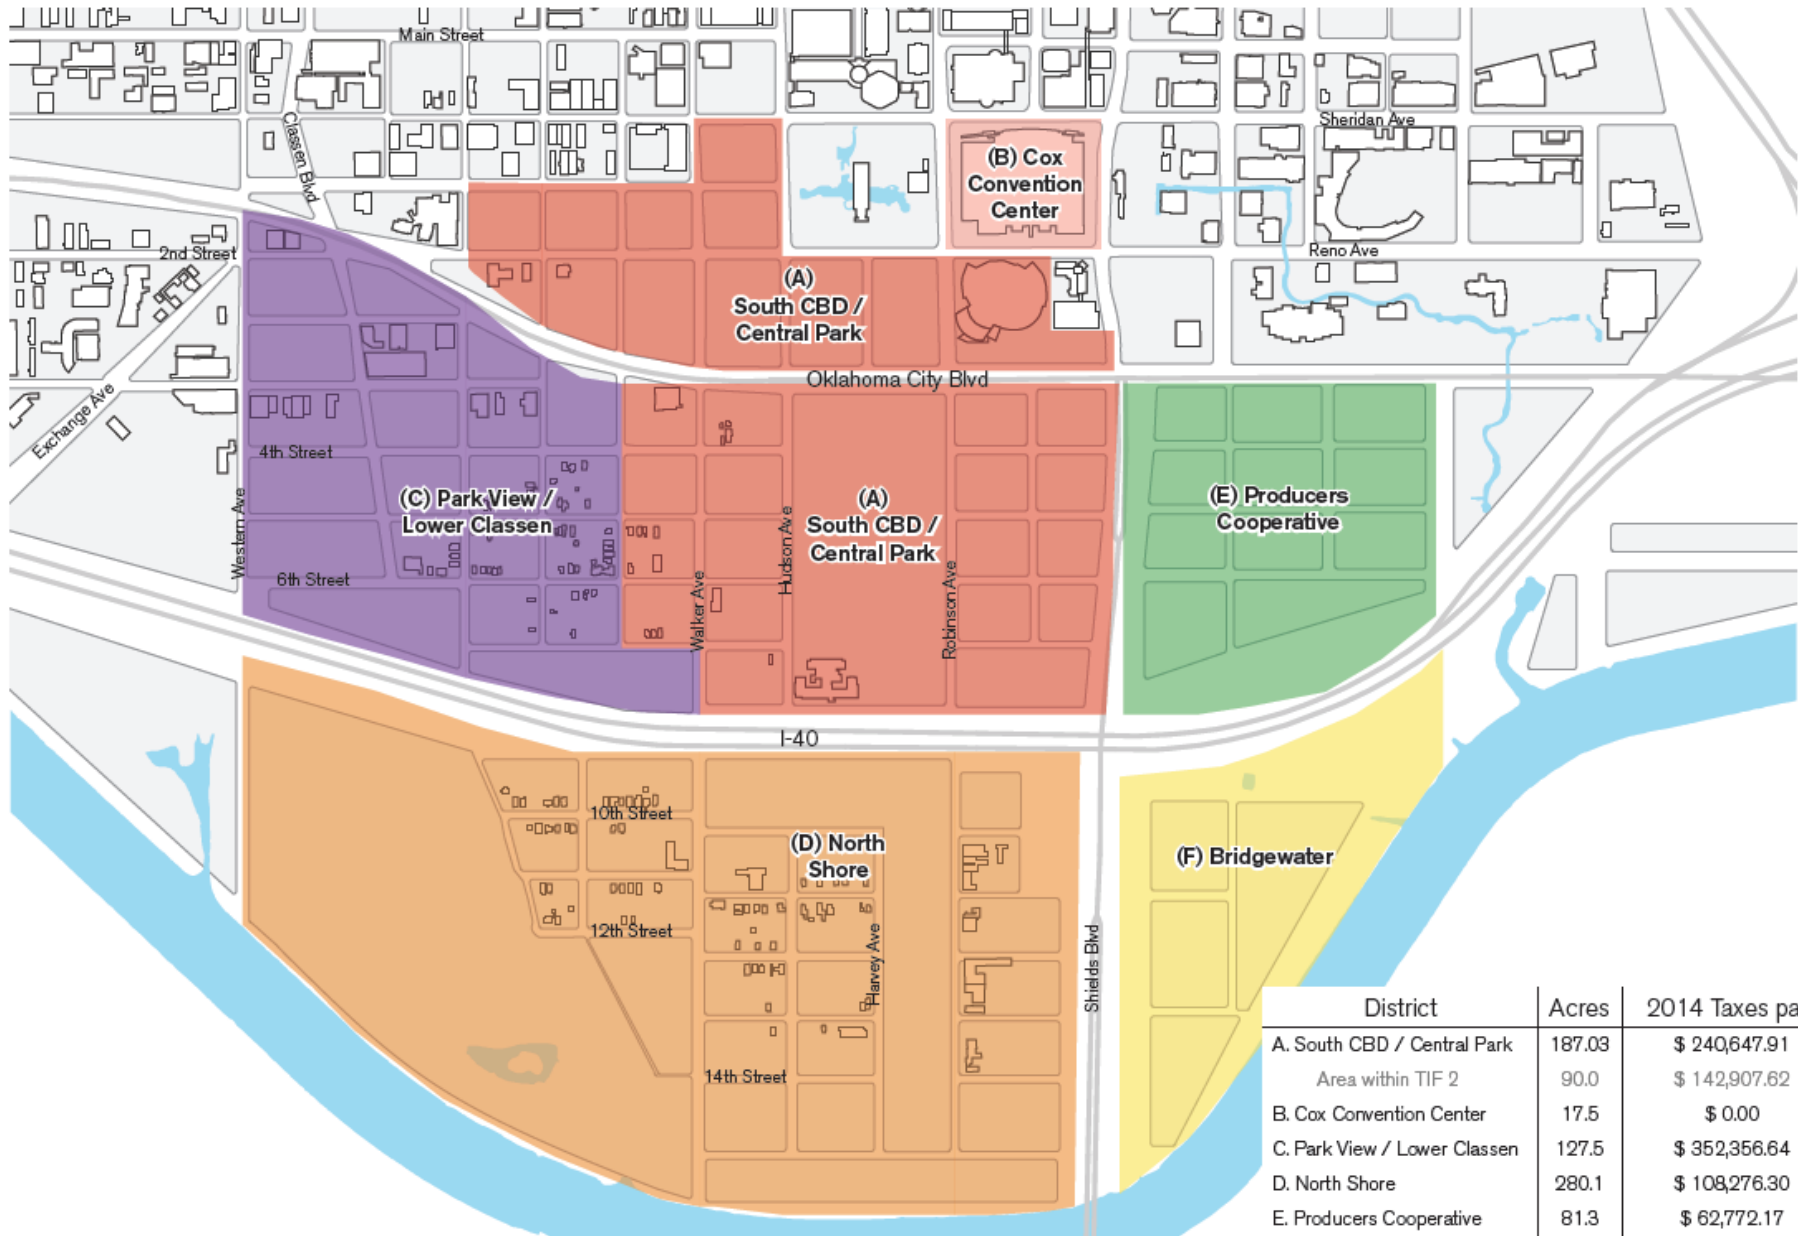 Main Street
Classen Blvd
Sheridan Ave
(B) Cox
Convention
Center
2nd Street
Reno Ave
(A)
South CBD /
Central Park
Oklahoma City Blvd
Exchange Ave
4th Street
Western Ave
(C) Park View /
Lower Classen
(A)
South CBD /
Central Park
(E) Producers
Cooperative
Hudson Ave
6th Street
Walker Ave
Robinson Ave
I-40
10th Street
(D) North
Shore
(F) Bridgewater
12th Street
Harvey Ave
Shields Blvd
14th Street
District Acres 2014 Taxes pa
A. South CBD / Central Park 187.03 $ 240,647.91
Area within TIF 2 90.0 $ 142,907.62
B. Cox Convention Center 17.5 $ 0.00
C. Park View / Lower Classen 127.5 $ 352,356.64
D. North Shore 280.1 $ 108,276.30
E. Producers Cooperative 81.3 $ 62,772.17